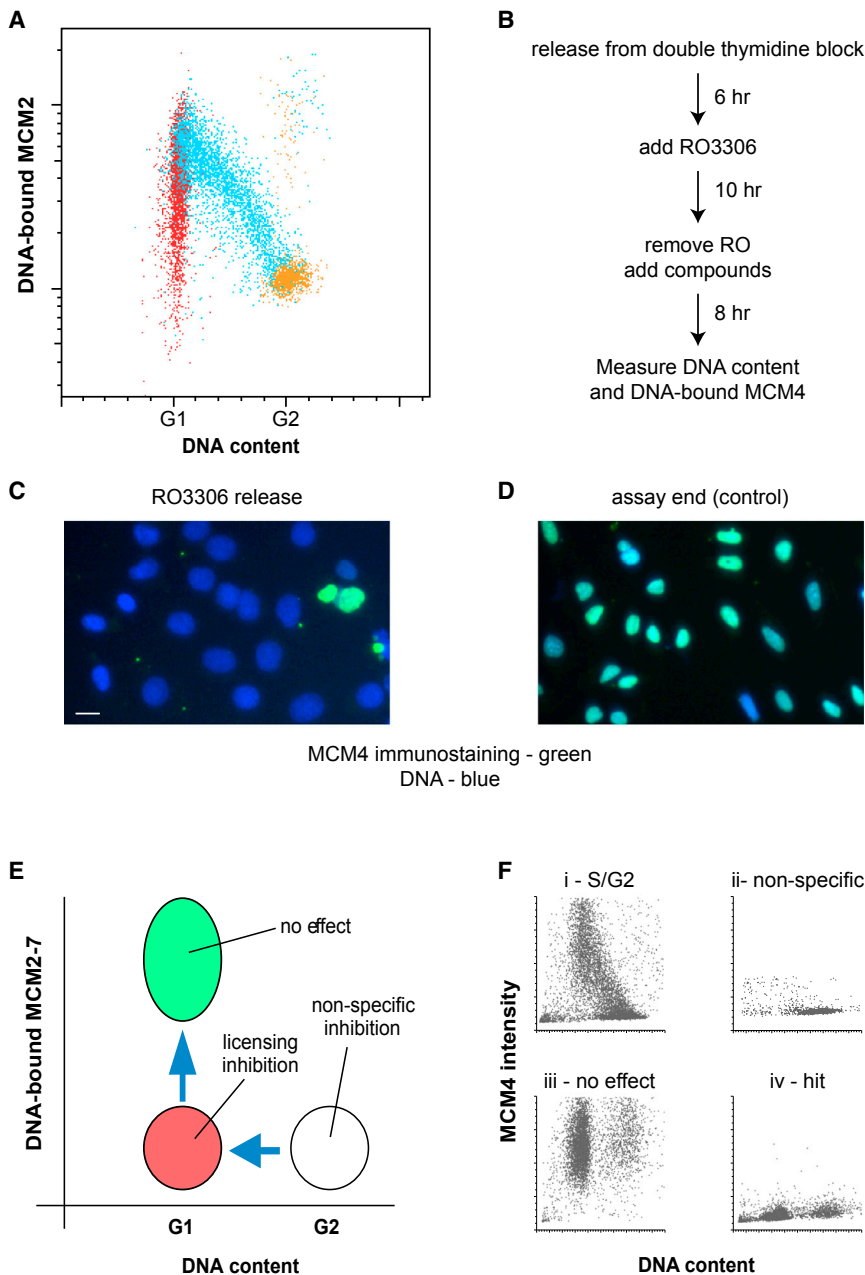 A
DNA-bound MCM2
G1
G2
DNA content
B
release from double thymidine block
6 hr
add RO3306
10 hr
remove RO
add compounds
8 hr
Measure DNA content
and DNA-bound MCM4
C
RO3306 release
D
assay end (control)
MCM4 immunostaining - green
DNA - blue
E
DNA-bound MCM2-7
no effect
non-specific
inhibition
licensing
inhibition
G1
G2
DNA content
F
i - S/G2
ii- non-specific
MCM4 intensity
iii - no effect
iv - hit
DNA content